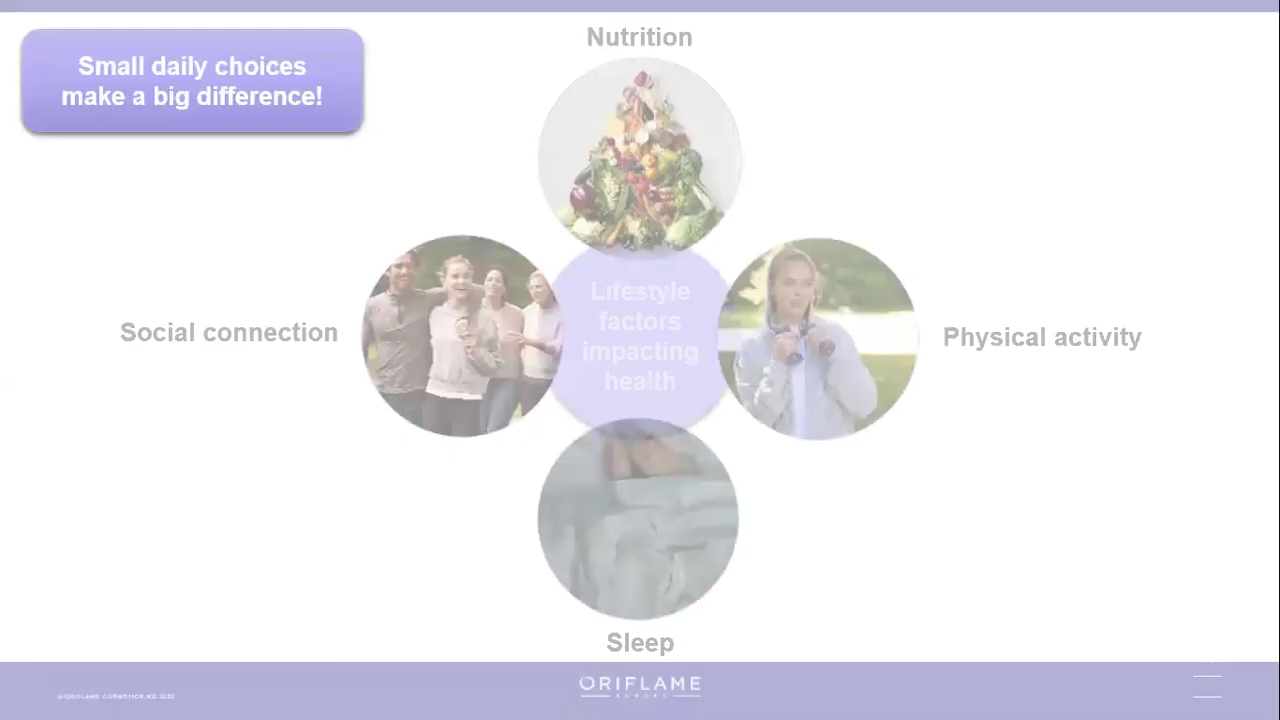 Small daily choices
make a big difference!
Nutrition
Social connection
Lifestyle
factors
impacting
health
Physical activity
Sleep
ORIFLAME